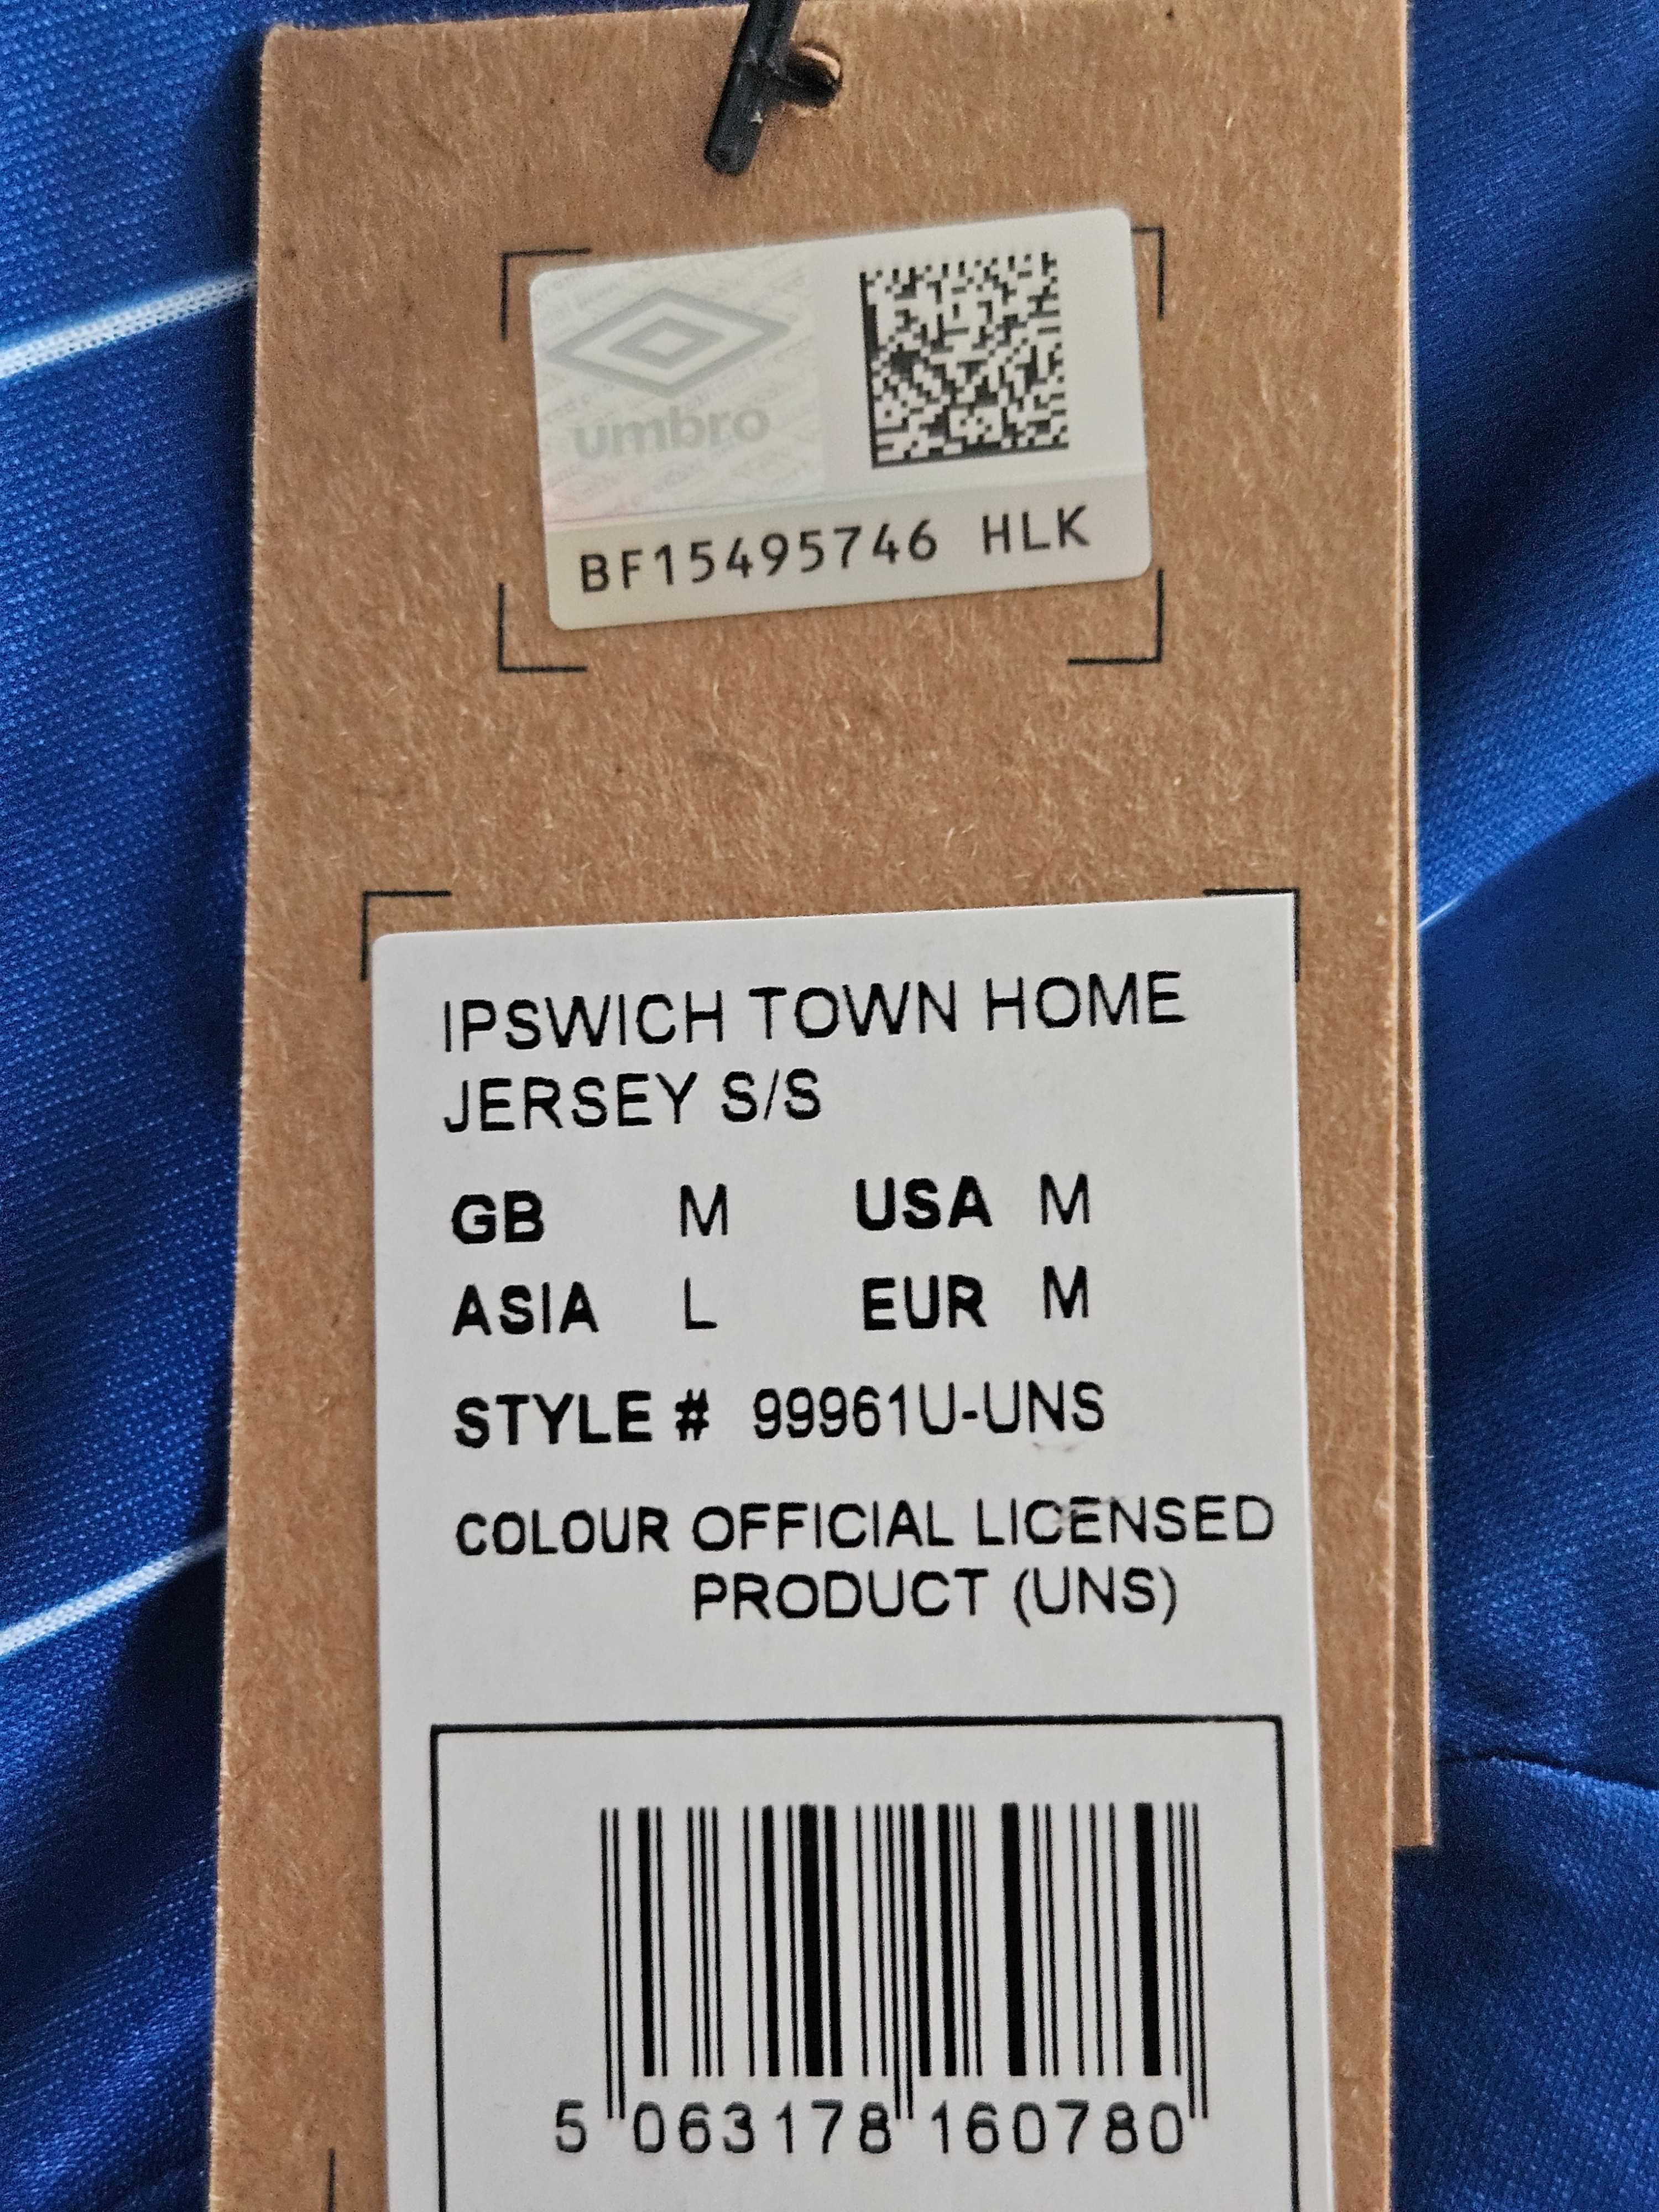 umbro
BF15495746 HLK
IPSWICH TOWN HOME
JERSEY S/S
GB M USA M
ASIA L EUR M
STYLE # 99961U-UNS
COLOUR OFFICIAL LICENSED
PRODUCT (UNS)
5 063178 160780